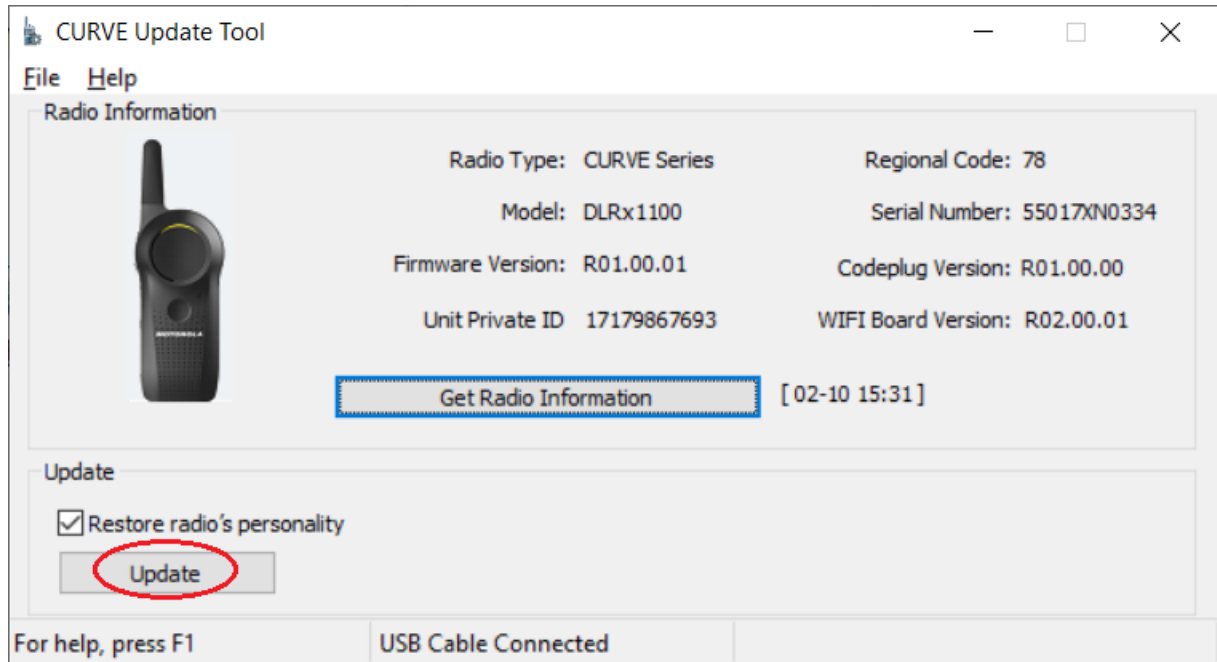 CURVE Update Tool
File Help
Radio Information
Radio Type: CURVE Series Regional Code: 78
Model: DLRx1100 Serial Number: 55017XN0334
Firmware Version: R01.00.01 Codeplug Version: R01.00.00
Unit Private ID 17179867693 WIFI Board Version: R02.00.01
MOTOROLA
Get Radio Information [ 02-10 15:31 ]
Update
Restore radio's personality
Update
For help, press F1 USB Cable Connected